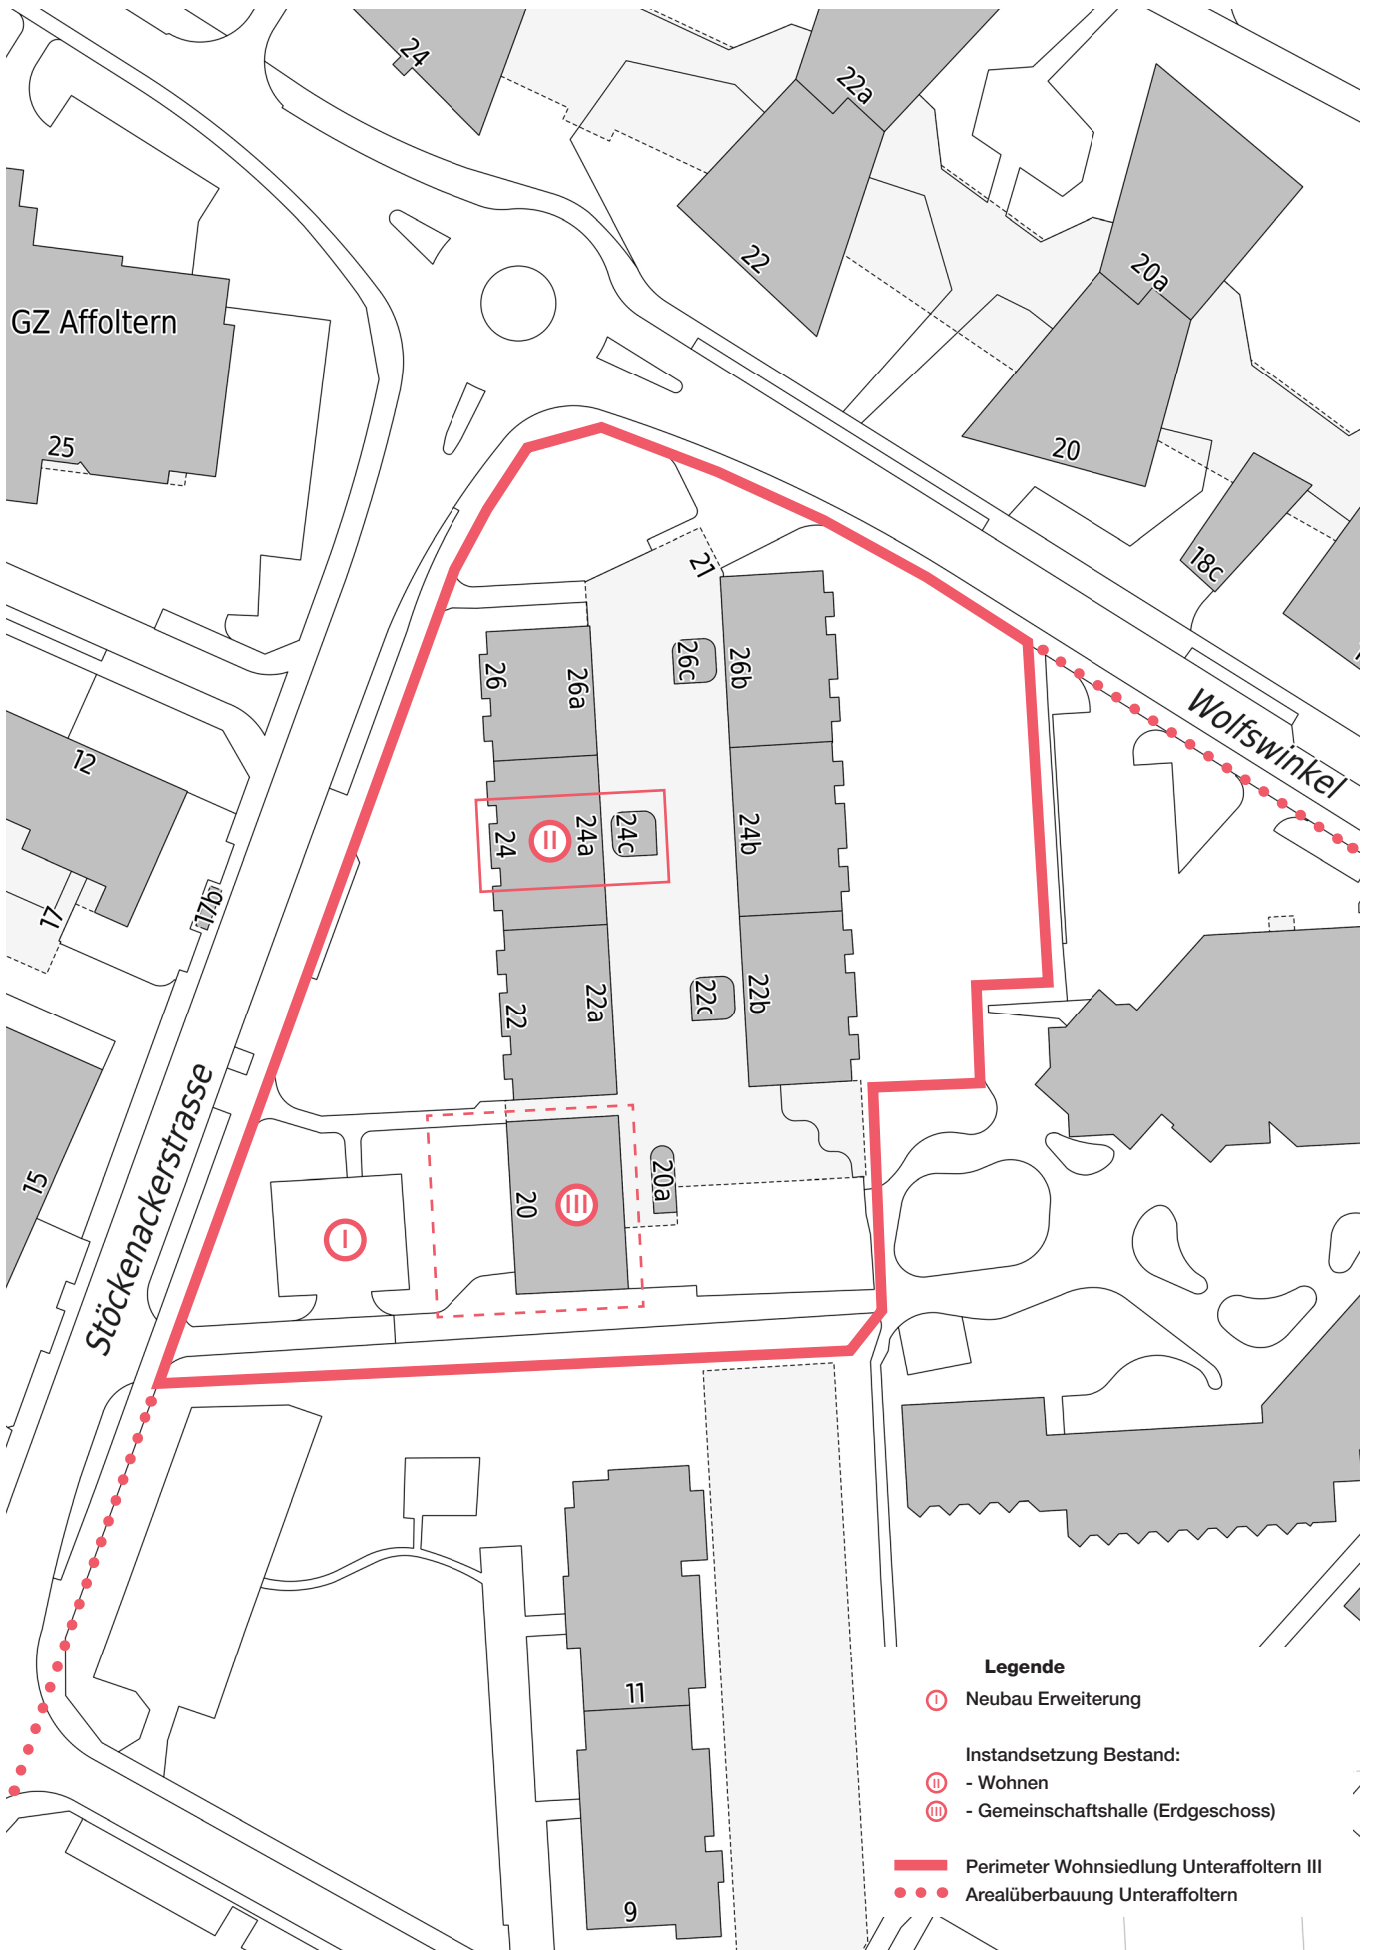 24
22a
22
20a
20
18c
GZ Affoltern
25
21
26
26a
26c
26b
Wolfswinkel
12
24
II
24a
24c
24b
17
17b
22
22a
22c
22b
Stöckenackerstrasse
15
I
20
III
20a
11
9
Legende
I Neubau Erweiterung
Instandsetzung Bestand:
II - Wohnen
III - Gemeinschaftshalle (Erdgeschoss)
Perimeter Wohnsiedlung Unteraffoltern III
Arealüberbauung Unteraffoltern